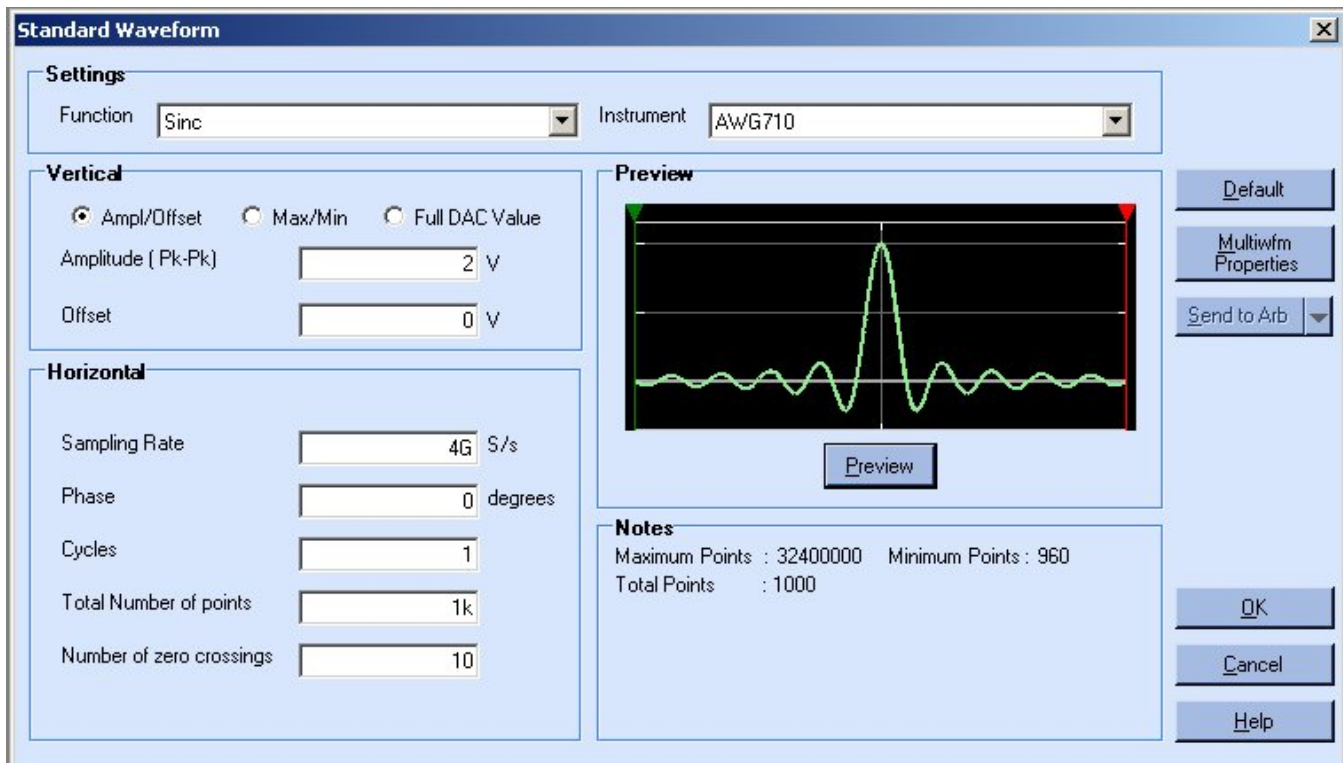 Standard Waveform
Settings
Function Sinc Instrument AWG710
Vertical
Ampl/Offset Max/Min Full DAC Value
Amplitude ( Pk-Pk) 2 V
Offset 0 V
Horizontal
Sampling Rate 4G S/s
Phase 0 degrees
Cycles 1
Total Number of points 1k
Number of zero crossings 10
Preview
Preview
Notes
Maximum Points : 32400000 Minimum Points : 960
Total Points : 1000
Default
Multiwfm
Properties
Send to Arb
OK
Cancel
Help